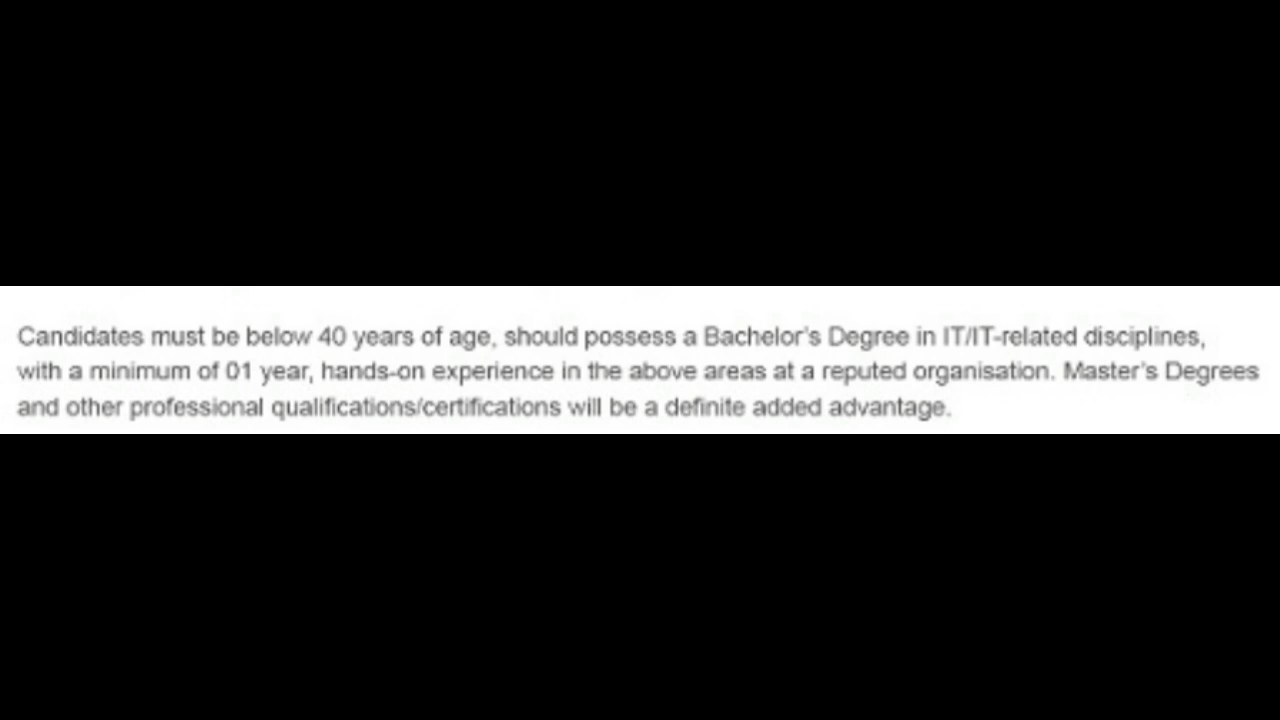 Candidates must be below 40 years of age, should possess a Bachelor's Degree in IT/IT-related disciplines,
with a minimum of 01 year, hands-on experience in the above areas at a reputed organisation. Master's Degrees
and other professional qualifications/certifications will be a definite added advantage.